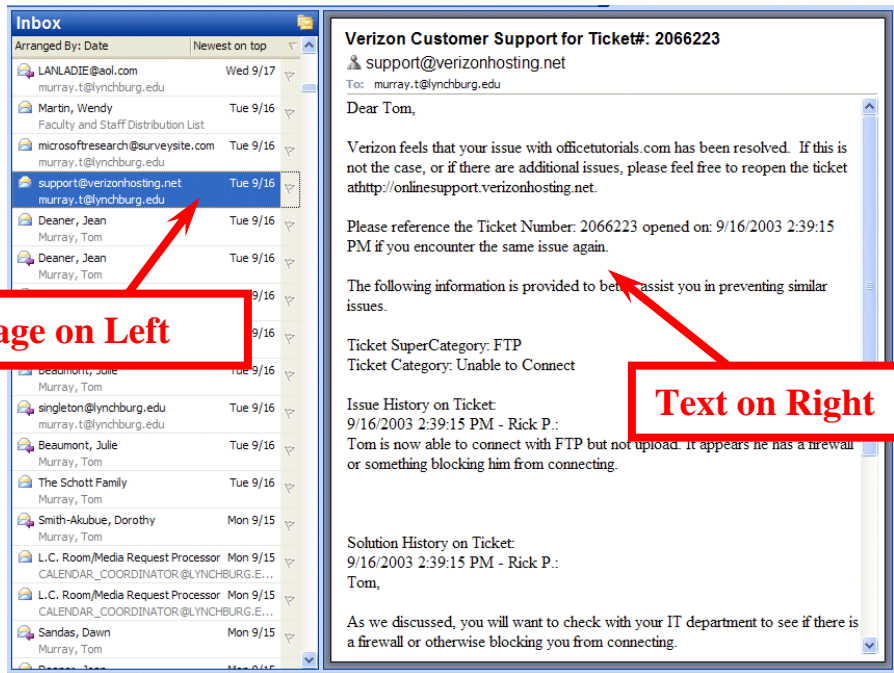 Inbox
Arranged By: Date Newest on top
LANLADIE@aol.com Wed 9/17
murray.t@lynchburg.edu
Martin, Wendy Tue 9/16
Faculty and Staff Distribution List
microsoftresearch@surveysite.com Tue 9/16
murray.t@lynchburg.edu
support@verizonhosting.net Tue 9/16
murray.t@lynchburg.edu
Deaner, Jean Tue 9/16
Murray, Tom
Deaner, Jean Tue 9/16
Murray, Tom
9/16
age on Left
9/16
Beaumont, Julie Tue 9/16
Murray, Tom
singleton@lynchburg.edu Tue 9/16
murray.t@lynchburg.edu
Beaumont, Julie Tue 9/16
Murray, Tom
The Schott Family Tue 9/16
Murray, Tom
Smith-Akubue, Dorothy Mon 9/15
Murray, Tom
L.C. Room/Media Request Processor Mon 9/15
CALENDAR_COORDINATOR@LYNCHBURG.E...
L.C. Room/Media Request Processor Mon 9/15
CALENDAR_COORDINATOR@LYNCHBURG.E...
Sandas, Dawn Mon 9/15
Murray, Tom
Deaner, Jean Mon 9/15
Verizon Customer Support for Ticket#: 2066223
support@verizonhosting.net
To: murray.t@lynchburg.edu
Dear Tom,
Verizon feels that your issue with officetutorials.com has been resolved. If this is
not the case, or if there are additional issues, please feel free to reopen the ticket
athttp://onlinesupport.verizonhosting.net.
Please reference the Ticket Number: 2066223 opened on: 9/16/2003 2:39:15
PM if you encounter the same issue again.
The following information is provided to better assist you in preventing similar
issues.
Ticket SuperCategory: FTP
Ticket Category: Unable to Connect
Text on Right
Issue History on Ticket:
9/16/2003 2:39:15 PM - Rick P.:
Tom is now able to connect with FTP but not upload. It appears he has a firewall
or something blocking him from connecting.
Solution History on Ticket:
9/16/2003 2:39:15 PM - Rick P.:
Tom,
As we discussed, you will want to check with your IT department to see if there is
a firewall or otherwise blocking you from connecting.